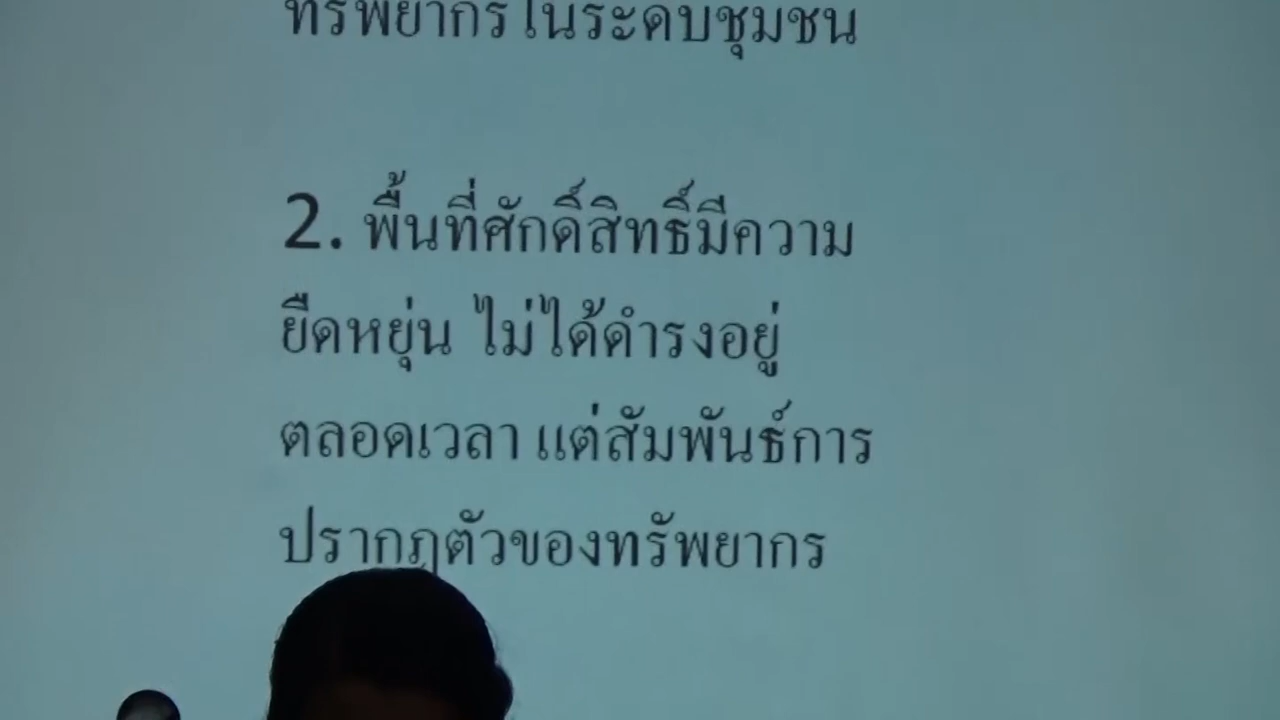 ทรัพยากรในระดับชุมชน
2. พื้นที่ศักดิ์สิทธิ์มีความ
ยืดหยุ่น ไม่ได้ดำรงอยู่
ตลอดเวลา แต่สัมพันธ์การ
ปรากฏตัวของทรัพยากร